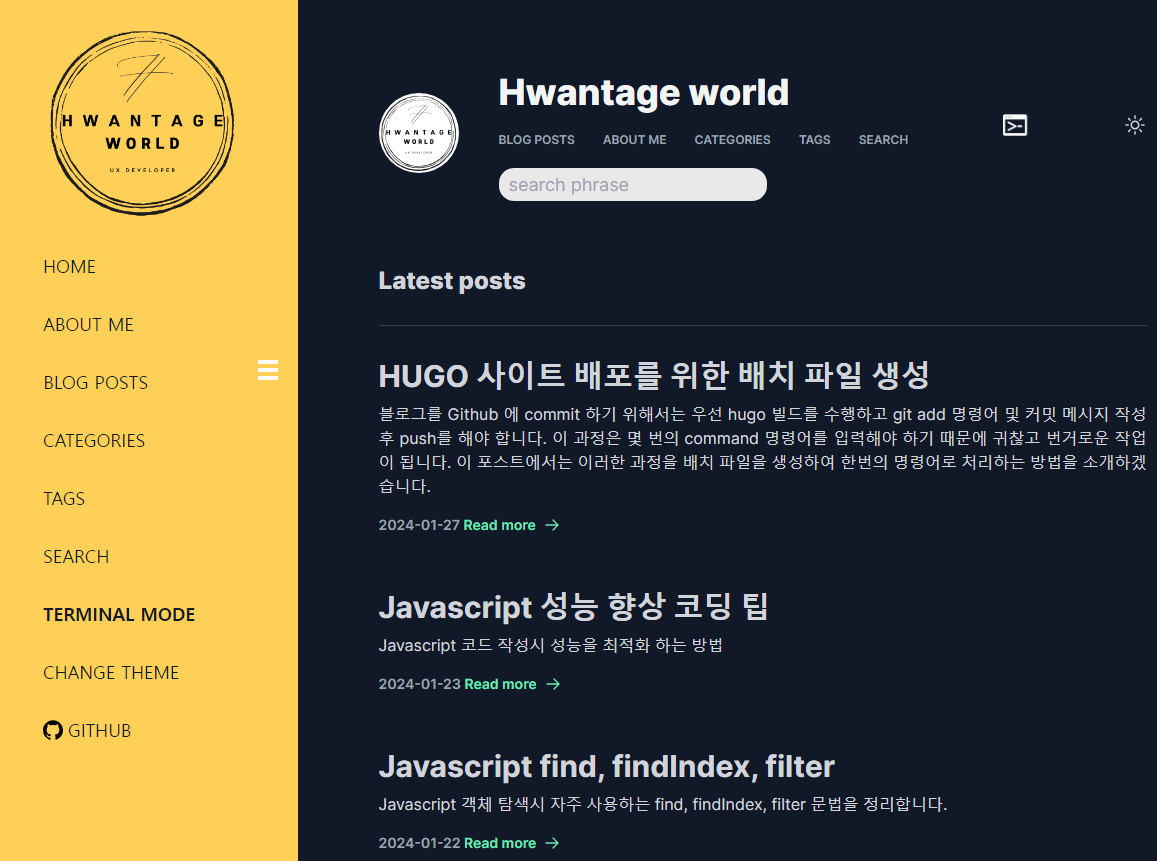 HWANTAGE
WORLD
UX DEVELOPER
HOME
ABOUT ME
BLOG POSTS
CATEGORIES
TAGS
SEARCH
TERMINAL MODE
CHANGE THEME
GITHUB
HWANTAGE
WORLD
UX DEVELOPER
Hwantage world
BLOG POSTS ABOUT ME CATEGORIES TAGS SEARCH
search phrase
Latest posts
HUGO 사이트 배포를 위한 배치 파일 생성
블로그를 Github 에 commit 하기 위해서는 우선 hugo 빌드를 수행하고 git add 명령어 및 커밋 메시지 작성
후 push를 해야 합니다. 이 과정은 몇 번의 command 명령어를 입력해야 하기 때문에 귀찮고 번거로운 작업
이 됩니다. 이 포스트에서는 이러한 과정을 배치 파일을 생성하여 한번의 명령어로 처리하는 방법을 소개하겠
습니다.
2024-01-27 Read more →
Javascript 성능 향상 코딩 팁
Javascript 코드 작성시 성능을 최적화 하는 방법
2024-01-23 Read more →
Javascript find, findIndex, filter
Javascript 객체 탐색시 자주 사용하는 find, findIndex, filter 문법을 정리합니다.
2024-01-22 Read more →